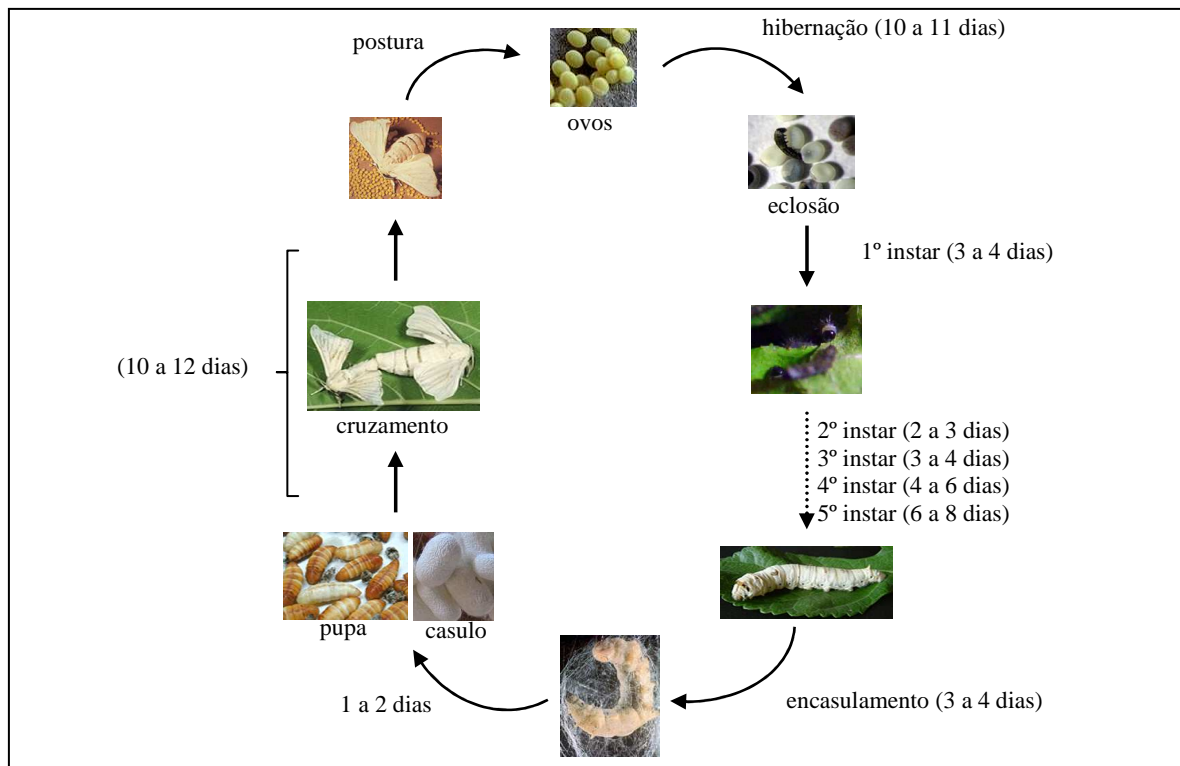 postura
hibernação (10 a 11 dias)
ovos
eclosão
1º instar (3 a 4 dias)
2º instar (2 a 3 dias)
3º instar (3 a 4 dias)
4º instar (4 a 6 dias)
5º instar (6 a 8 dias)
encasulamento (3 a 4 dias)
1 a 2 dias
pupa
casulo
(10 a 12 dias)
cruzamento